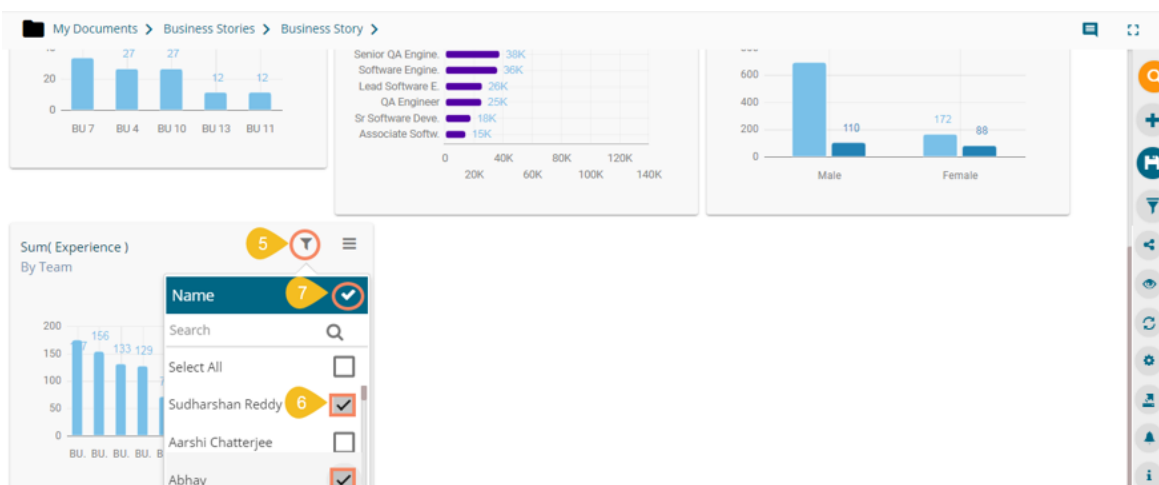 My Documents > Business Stories > Business Story >
27 27
20
12 12
0
BU 7 BU 4 BU 10 BU 13 BU 11
Senior QA Engine. 38K
Software Engine. 36K
Lead Software E. 26K
QA Engineer 25K
Sr Software Deve. 18K
Associate Softw. 15K
0 40K 80K 120K
20K 60K 100K 140K
600
400
200
0
110
172
88
Male Female
Sum( Experience )
By Team
5
Name
7
Search
Select All
Sudharshan Reddy
6
Aarshi Chatterjee
Abhay
200
150
100
50
0
156
133 129
BU. BU. BU. BU.